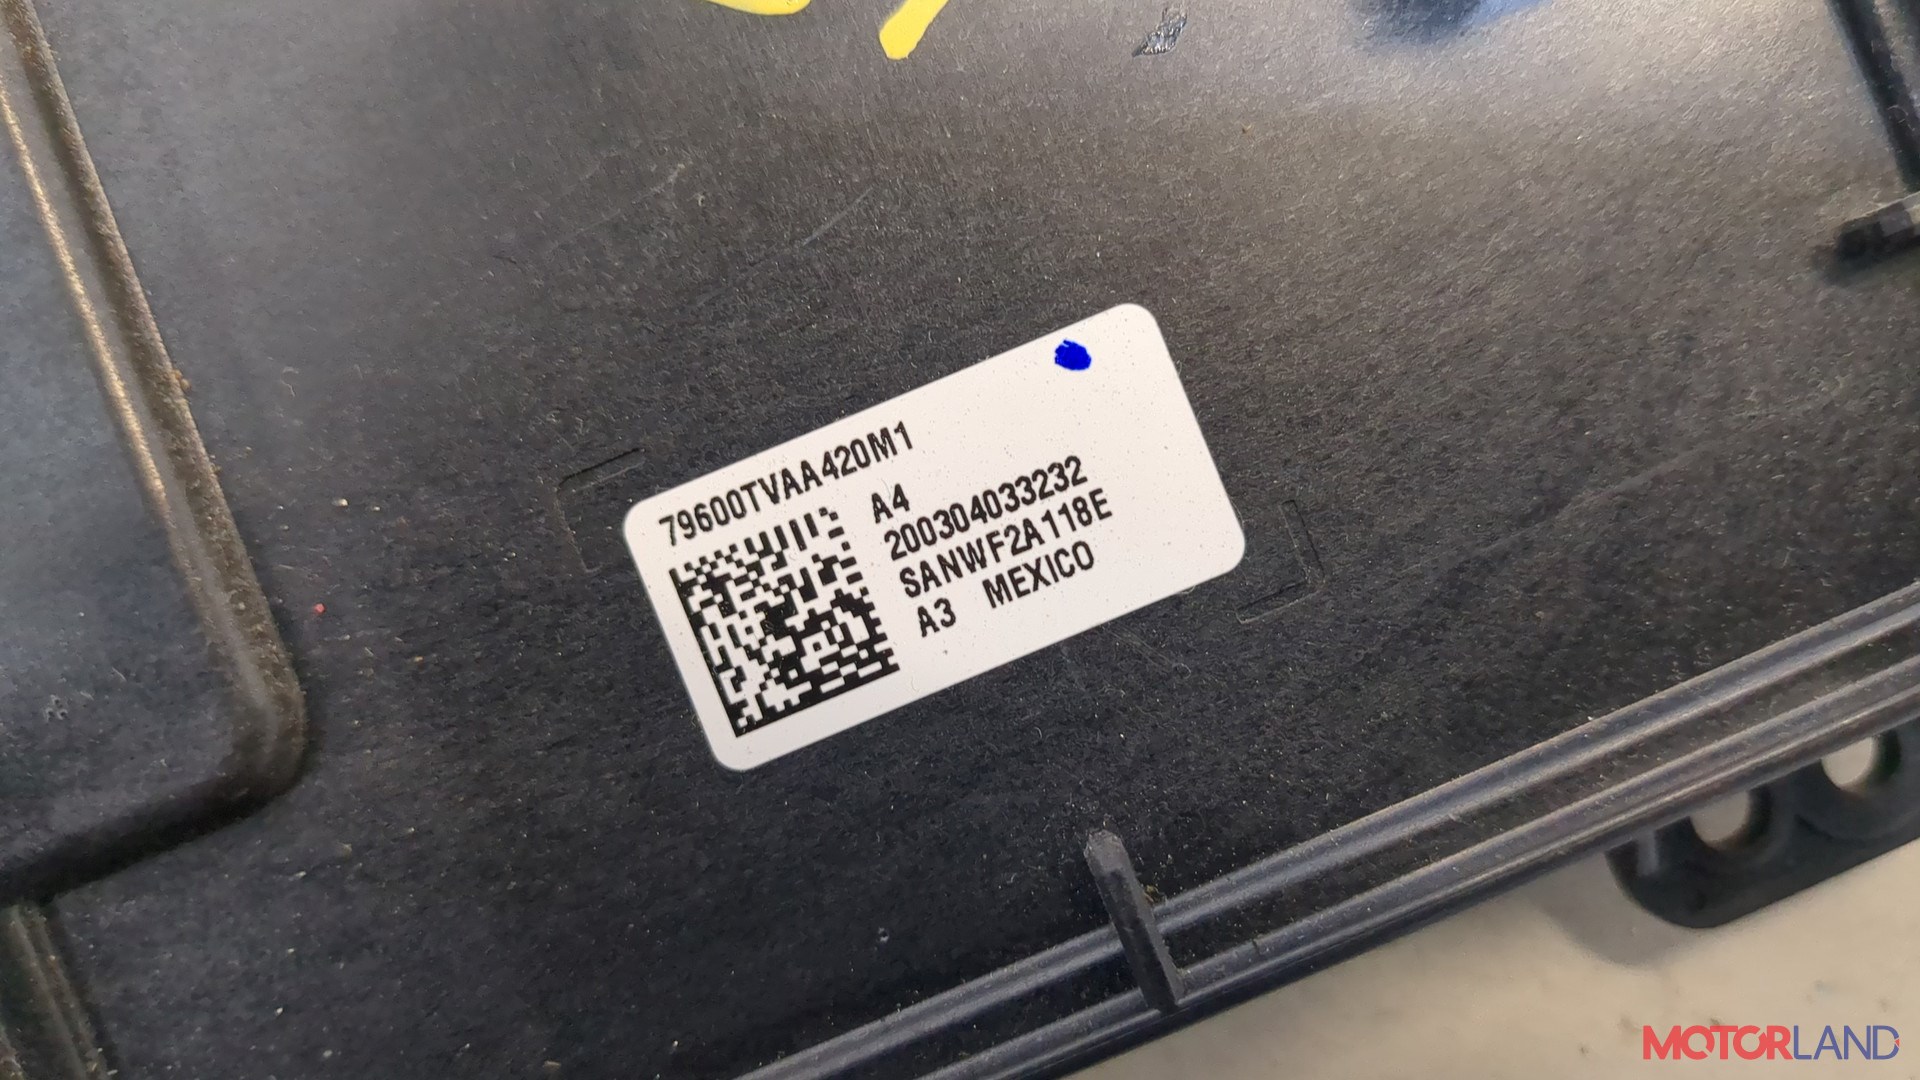 79600TVAA420M1
A4
200304033232
SANWF2A118E
A3 MEXICO
MOTORLAND